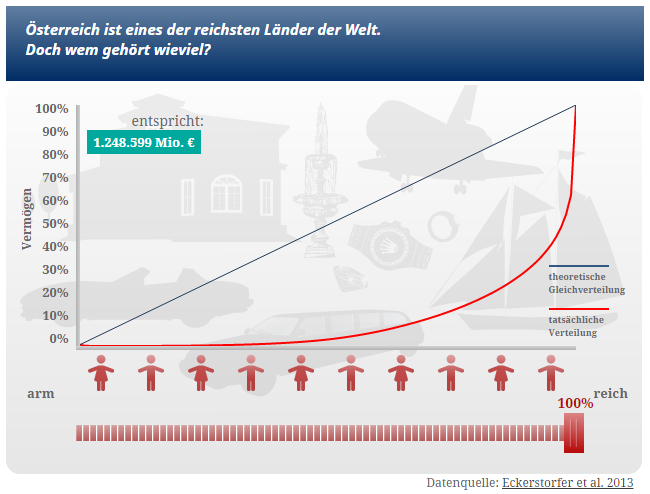 Österreich ist eines der reichsten Länder der Welt.
Doch wem gehört wieviel?
100%
entspricht:
1.248.599 Mio. €
90%
80%
70%
60%
50%
40%
30%
20%
10%
0%
Vermögen
theoretische
Gleichverteilung
tatsächliche
Verteilung
arm
reich
100%
Datenquelle: Eckerstorfer et al. 2013